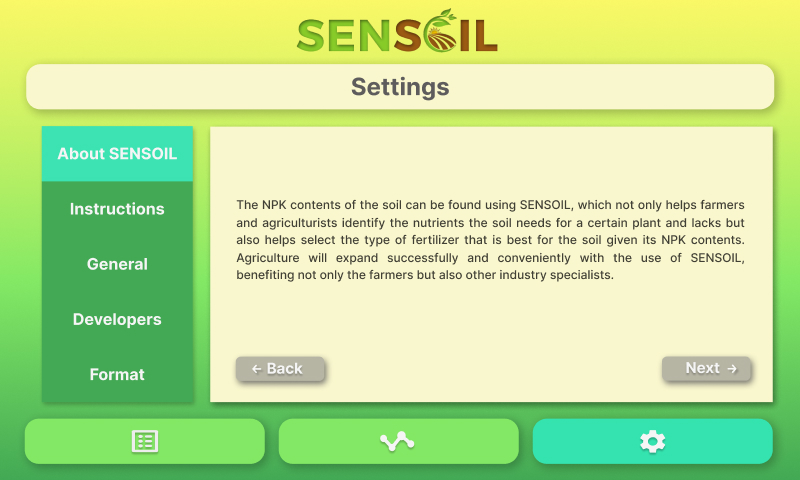 SENSOIL
Settings
About SENSOIL
Instructions
General
Developers
Format
The NPK contents of the soil can be found using SENSOIL, which not only helps farmers
and agriculturists identify the nutrients the soil needs for a certain plant and lacks but
also helps select the type of fertilizer that is best for the soil given its NPK contents.
Agriculture will expand successfully and conveniently with the use of SENSOIL,
benefiting not only the farmers but also other industry specialists.
← Back
Next →